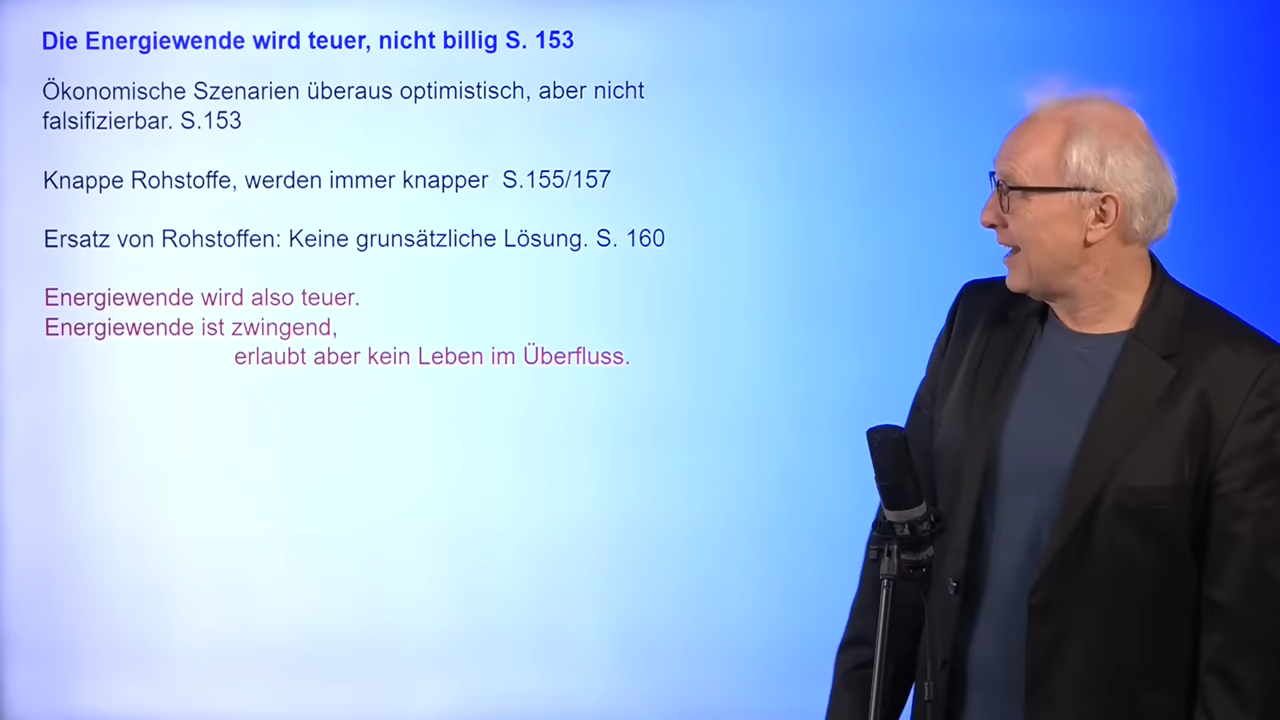 Die Energiewende wird teuer, nicht billig S. 153
Ökonomische Szenarien überaus optimistisch, aber nicht
falsifizierbar. S.153
Knappe Rohstoffe, werden immer knapper S.155/157
Ersatz von Rohstoffen: Keine grunsätzliche Lösung. S. 160
Energiewende wird also teuer.
Energiewende ist zwingend,
erlaubt aber kein Leben im Überfluss.